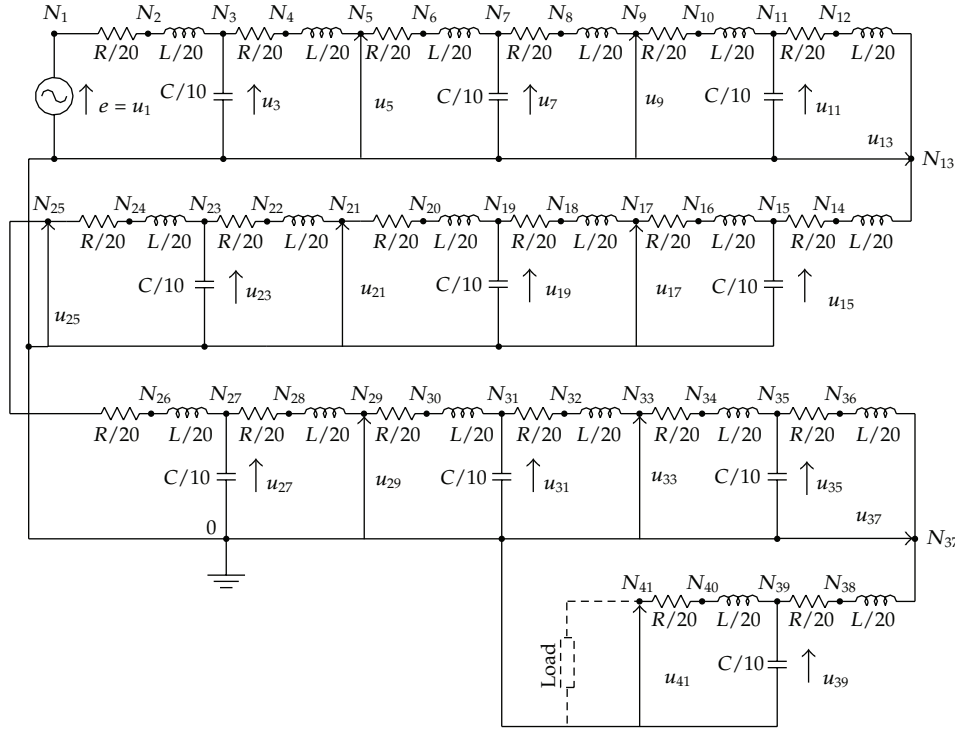 N₁ N₂ N₃ N₄ N₅ N₆ N₇ N₈ N₉ N₁₀ N₁₁ N₁₂
R/20 L/20 R/20 L/20 R/20 L/20 R/20 L/20 R/20 L/20 R/20 L/20
e = u₁ C/10 u₃ u₅ C/10 u₇ u₉ C/10 u₁₁
u₁₃ N₁₃
N₂₅ N₂₄ N₂₃ N₂₂ N₂₁ N₂₀ N₁₉ N₁₈ N₁₇ N₁₆ N₁₅ N₁₄
R/20 L/20 R/20 L/20 R/20 L/20 R/20 L/20 R/20 L/20 R/20 L/20
u₂₅ C/10 u₂₃ u₂₁ C/10 u₁₉ u₁₇ C/10 u₁₅
N₂₆ N₂₇ N₂₈ N₂₉ N₃₀ N₃₁ N₃₂ N₃₃ N₃₄ N₃₅ N₃₆
R/20 L/20 R/20 L/20 R/20 L/20 R/20 L/20 R/20 L/20 R/20 L/20
C/10 u₂₇ u₂₉ C/10 u₃₁ u₃₃ C/10 u₃₅
0 u₃₇ N₃₇
N₄₁ N₄₀ N₃₉ N₃₈
R/20 L/20 R/20 L/20
Load u₄₁ C/10 u₃₉